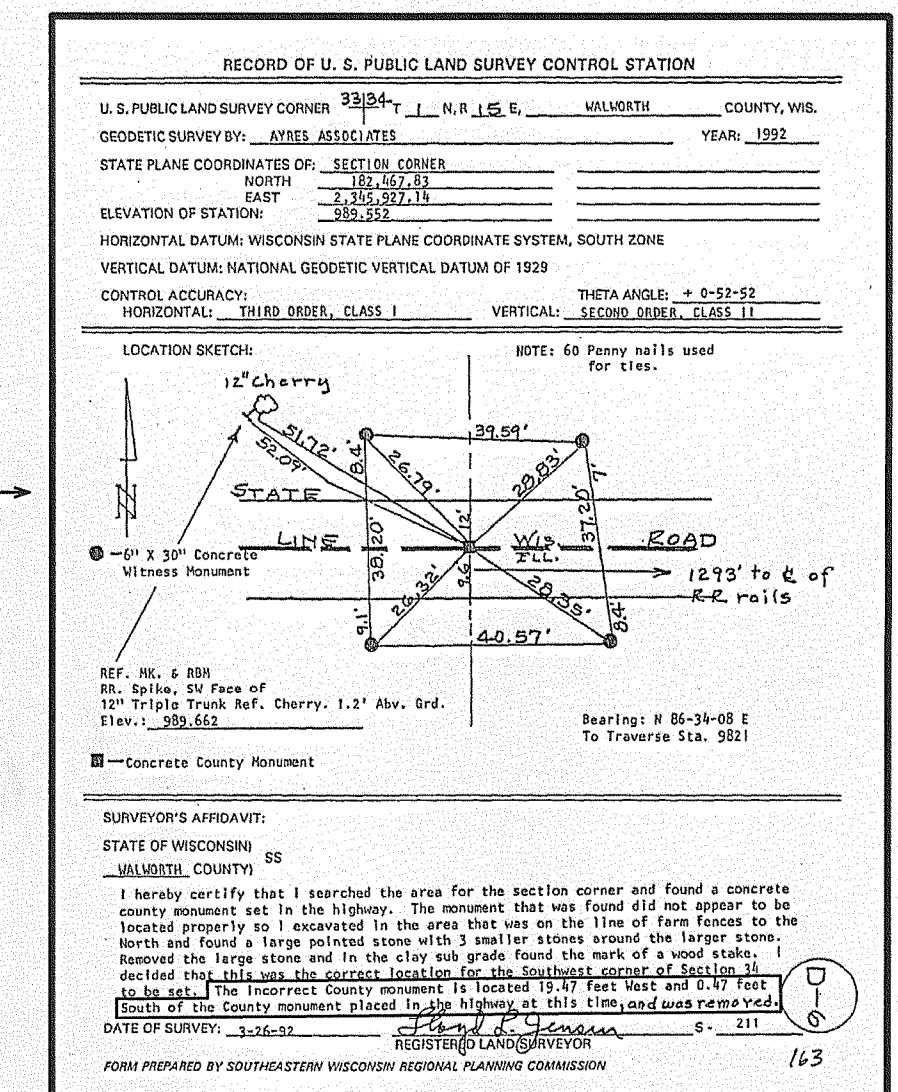 RECORD OF U. S. PUBLIC LAND SURVEY CONTROL STATION
U. S. PUBLIC LAND SURVEY CORNER 33|34 T 1 N, R 15 E, WALWORTH COUNTY, WIS.
GEODETIC SURVEY BY: AYRES ASSOCIATES YEAR: 1992
STATE PLANE COORDINATES OF: SECTION CORNER
NORTH 182,467.83
EAST 2,345,927.14
ELEVATION OF STATION: 989.552
HORIZONTAL DATUM: WISCONSIN STATE PLANE COORDINATE SYSTEM, SOUTH ZONE
VERTICAL DATUM: NATIONAL GEODETIC VERTICAL DATUM OF 1929
CONTROL ACCURACY: THETA ANGLE: + 0-52-52
HORIZONTAL: THIRD ORDER, CLASS I VERTICAL: SECOND ORDER, CLASS II
LOCATION SKETCH: NOTE: 60 Penny nails used
for ties.
12" Cherry
51.72'
52.09'
8.4'
26.79'
39.59'
28.83'
7'
STATE
12'
38.20'
37.20'
LINE WIS. ROAD
ILL.
—6" X 30" Concrete
Witness Monument
9.6
1293' to ℄ of
RR rails
26.32'
28.35'
9.1'
40.57'
8.4'
REF. MK. & RBM
RR. Spike, SW Face of
12" Triple Trunk Ref. Cherry. 1.2' Abv. Grd.
Elev.: 989.662
Bearing: N 86-34-08 E
To Traverse Sta. 9821
—Concrete County Monument
SURVEYOR'S AFFIDAVIT:
STATE OF WISCONSIN)
SS
WALWORTH COUNTY)
I hereby certify that I searched the area for the section corner and found a concrete
county monument set in the highway. The monument that was found did not appear to be
located properly so I excavated in the area that was on the line of farm fences to the
North and found a large pointed stone with 3 smaller stones around the larger stone.
Removed the large stone and in the clay sub grade found the mark of a wood stake. I
decided that this was the correct location for the Southwest corner of Section 34
to be set. The incorrect County monument is located 19.47 feet West and 0.47 feet
South of the County monument placed in the highway at this time, and was removed.
D-9
DATE OF SURVEY: 3-26-92 Lloyd L. Jensen S- 211
REGISTERED LAND SURVEYOR
163
FORM PREPARED BY SOUTHEASTERN WISCONSIN REGIONAL PLANNING COMMISSION